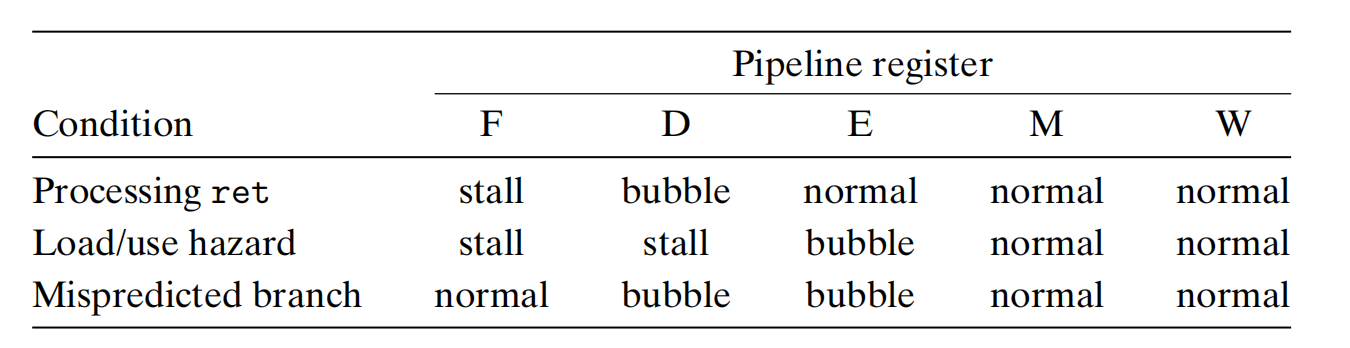 Pipeline register
Condition F D E M W
Processing ret stall bubble normal normal normal
Load/use hazard stall stall bubble normal normal
Mispredicted branch normal bubble bubble normal normal